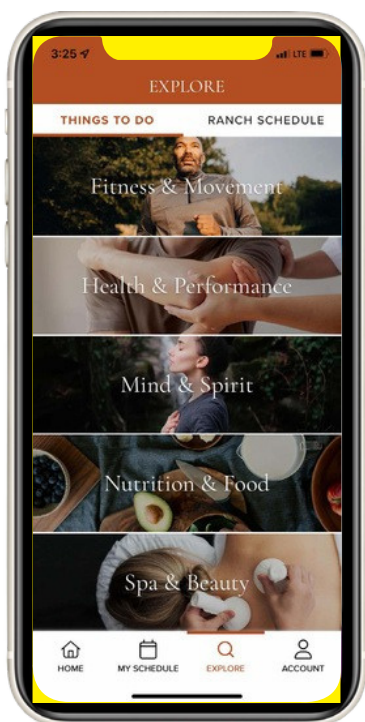 3:25 LTE
EXPLORE
THINGS TO DO RANCH SCHEDULE
Fitness & Movement
Health & Performance
Mind & Spirit
Nutrition & Food
Spa & Beauty
HOME MY SCHEDULE EXPLORE ACCOUNT